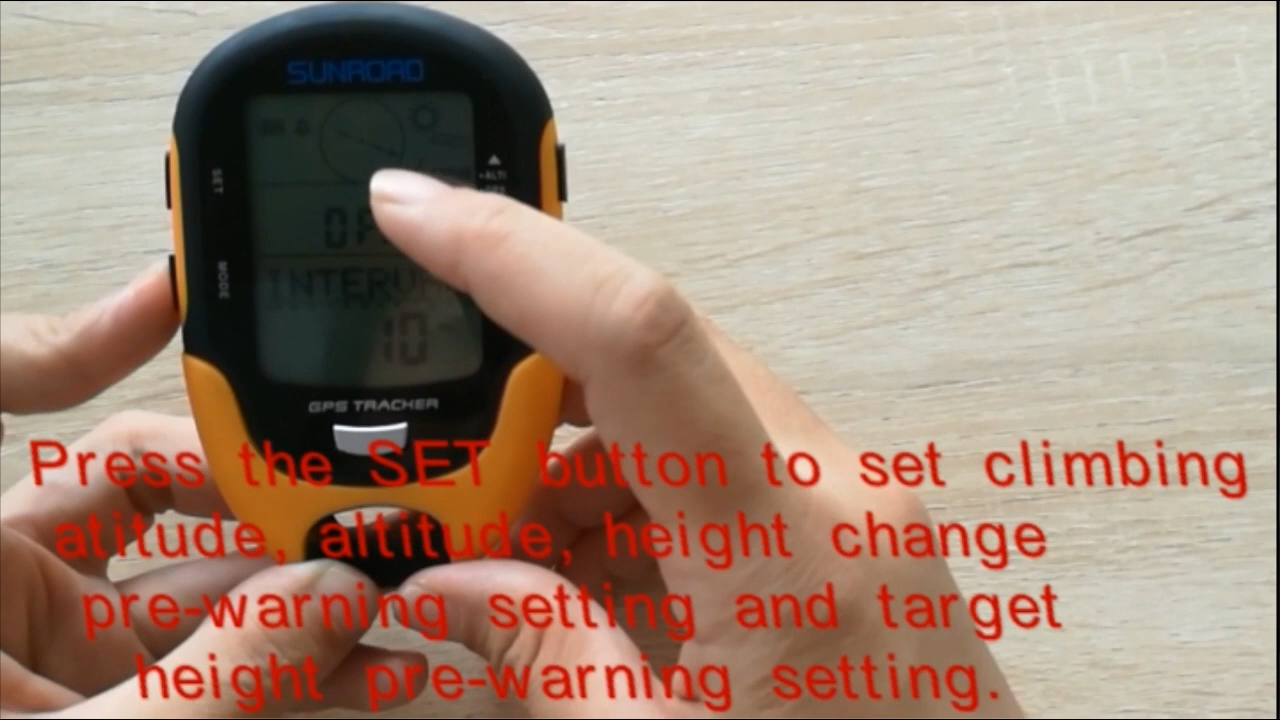 SUNROAD
SET
ALTI
MODE
10
GPS TRACKER
Press the SET button to set climbing
atitude, altitude, height change
pre-warning setting and target
height pre-warning setting.